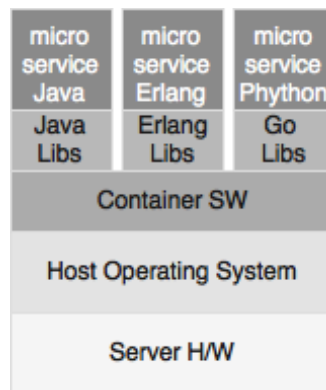 micro
service
Java
micro
service
Erlang
micro
service
Phython
Java
Libs
Erlang
Libs
Go
Libs
Container SW
Host Operating System
Server H/W